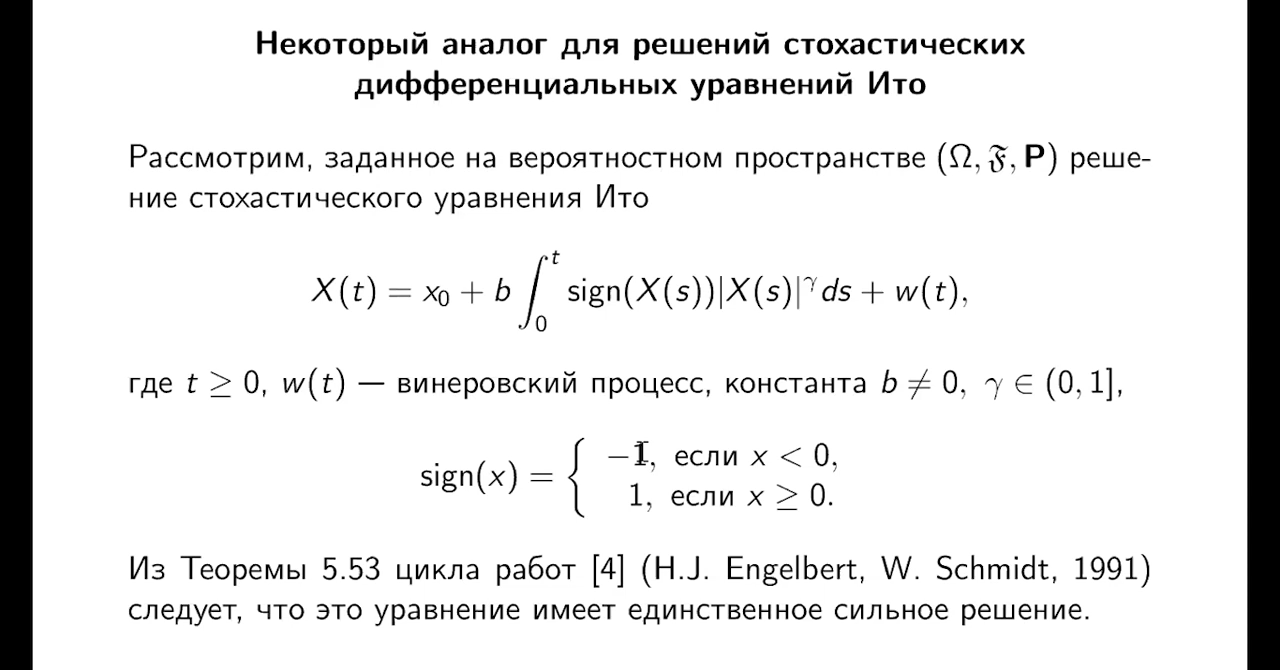 Некоторый аналог для решений стохастических
дифференциальных уравнений Ито
Рассмотрим, заданное на вероятностном пространстве (Ω, 𝔉, P) реше-
ние стохастического уравнения Ито
X(t) = x₀ + b ∫₀ᵗ sign(X(s))|X(s)|^γ ds + w(t),
где t ≥ 0, w(t) — винеровский процесс, константа b ≠ 0, γ ∈ (0, 1],
sign(x) = { −1, если x < 0,
1, если x ≥ 0.
Из Теоремы 5.53 цикла работ [4] (H.J. Engelbert, W. Schmidt, 1991)
следует, что это уравнение имеет единственное сильное решение.